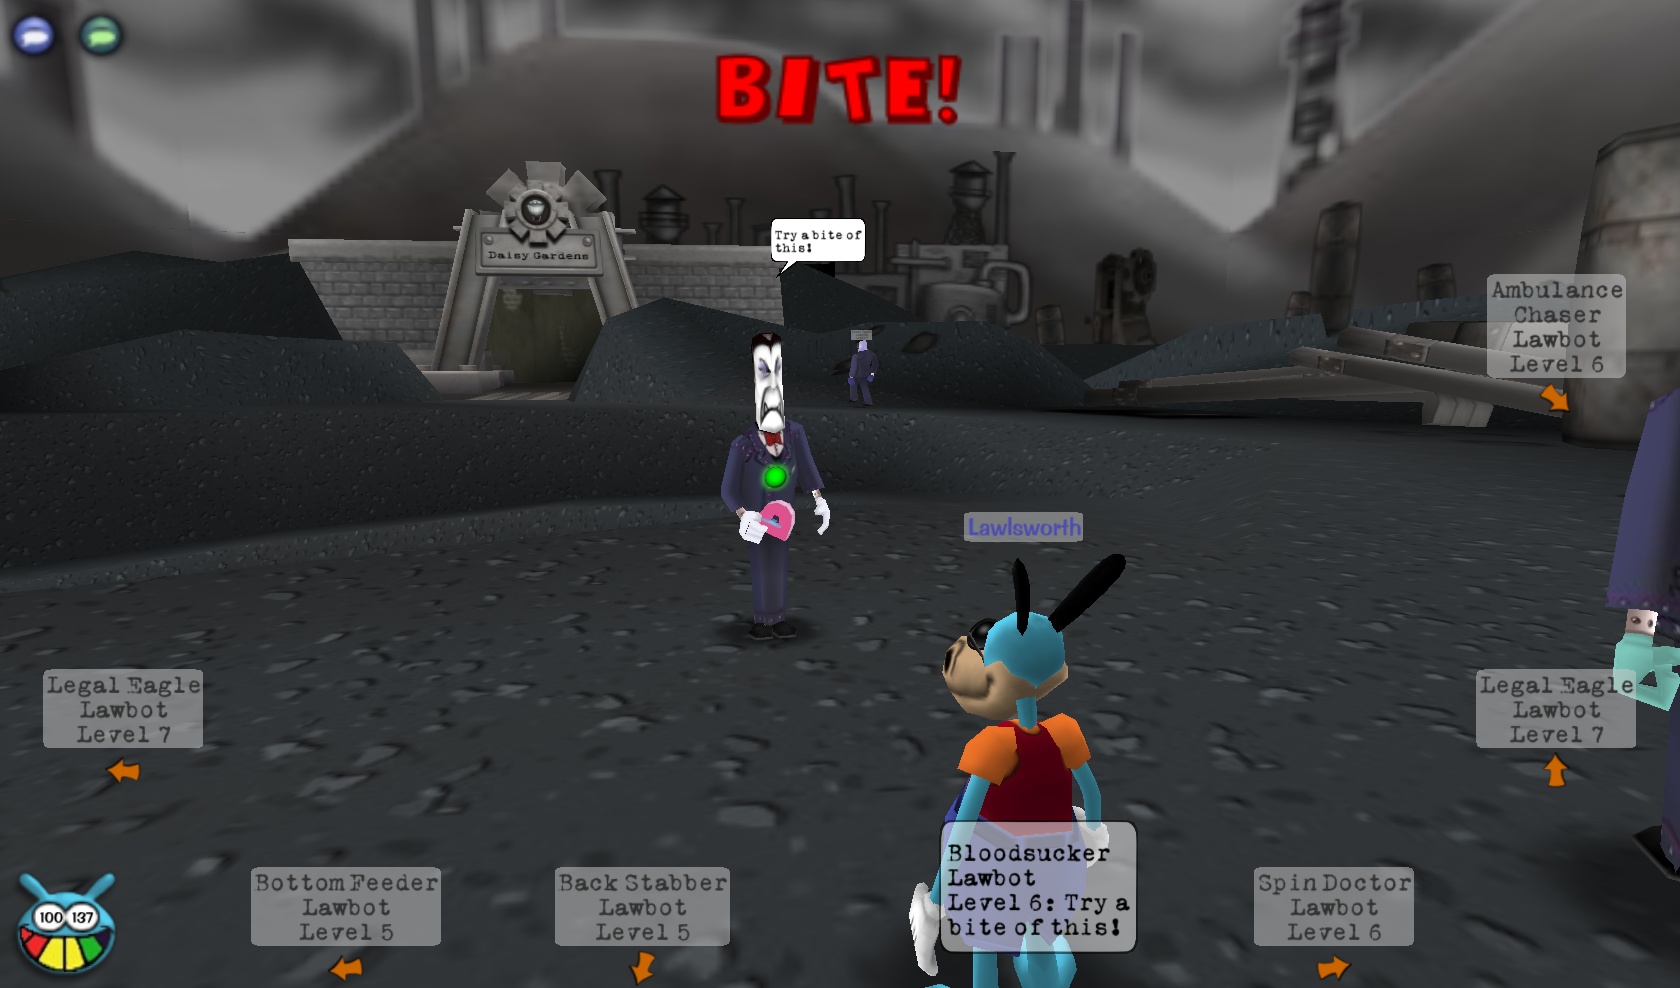 BITE!
Try a bite of
this!
Daisy Gardens
Ambulance
Chaser
Lawbot
Level 6
Lawlsworth
Legal Eagle
Lawbot
Level 7
Legal Eagle
Lawbot
Level 7
Bloodsucker
Lawbot
Level 6: Try a
bite of this!
Bottom Feeder
Lawbot
Level 5
Back Stabber
Lawbot
Level 5
Spin Doctor
Lawbot
Level 6
100 137